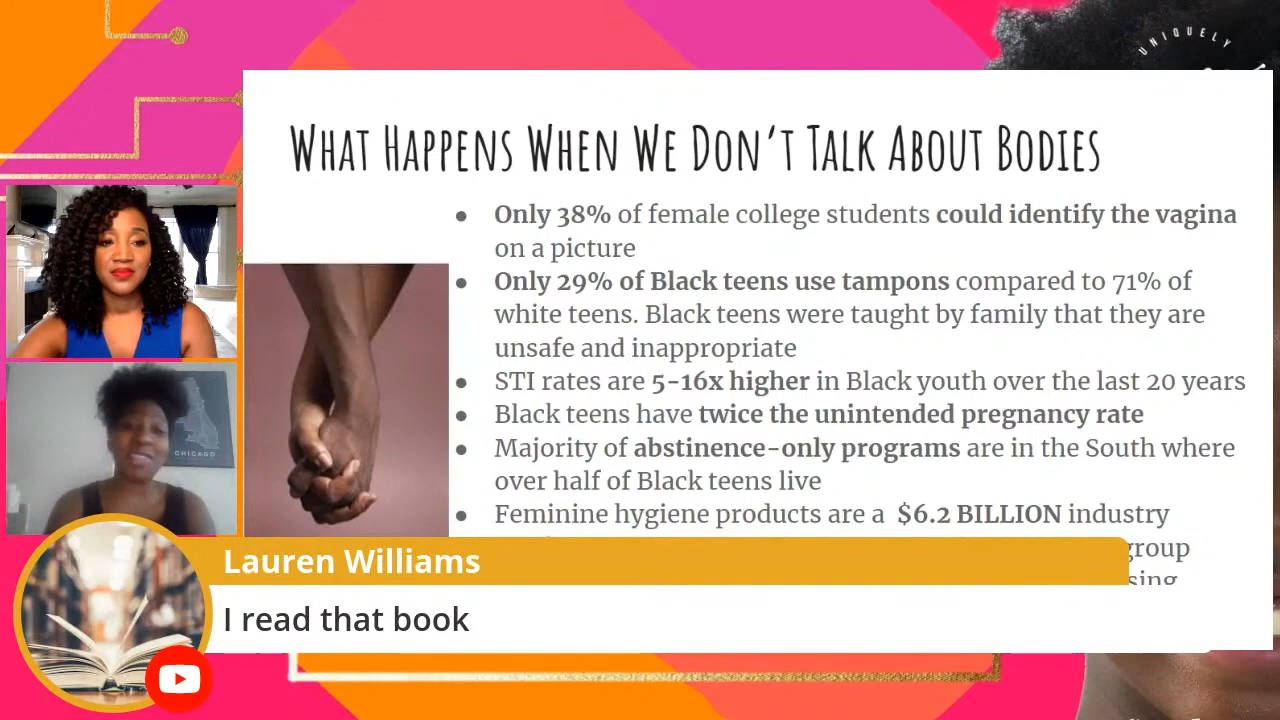 UNIQUELY
WHAT HAPPENS WHEN WE DON'T TALK ABOUT BODIES
● Only 38% of female college students could identify the vagina
on a picture
● Only 29% of Black teens use tampons compared to 71% of
white teens. Black teens were taught by family that they are
unsafe and inappropriate
● STI rates are 5-16x higher in Black youth over the last 20 years
● Black teens have twice the unintended pregnancy rate
● Majority of abstinence-only programs are in the South where
over half of Black teens live
● Feminine hygiene products are a $6.2 BILLION industry
group
CHICAGO
Lauren Williams
I read that book